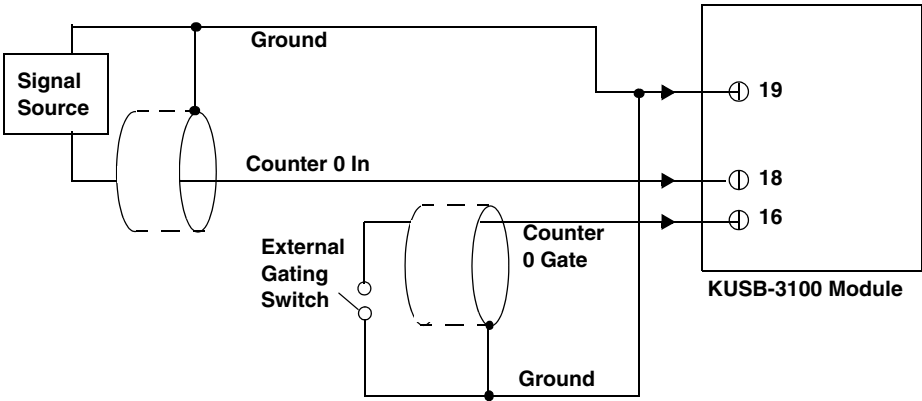 Ground
Signal
Source
19
Counter 0 In
18
16
External
Gating
Switch
Counter
0 Gate
KUSB-3100 Module
Ground